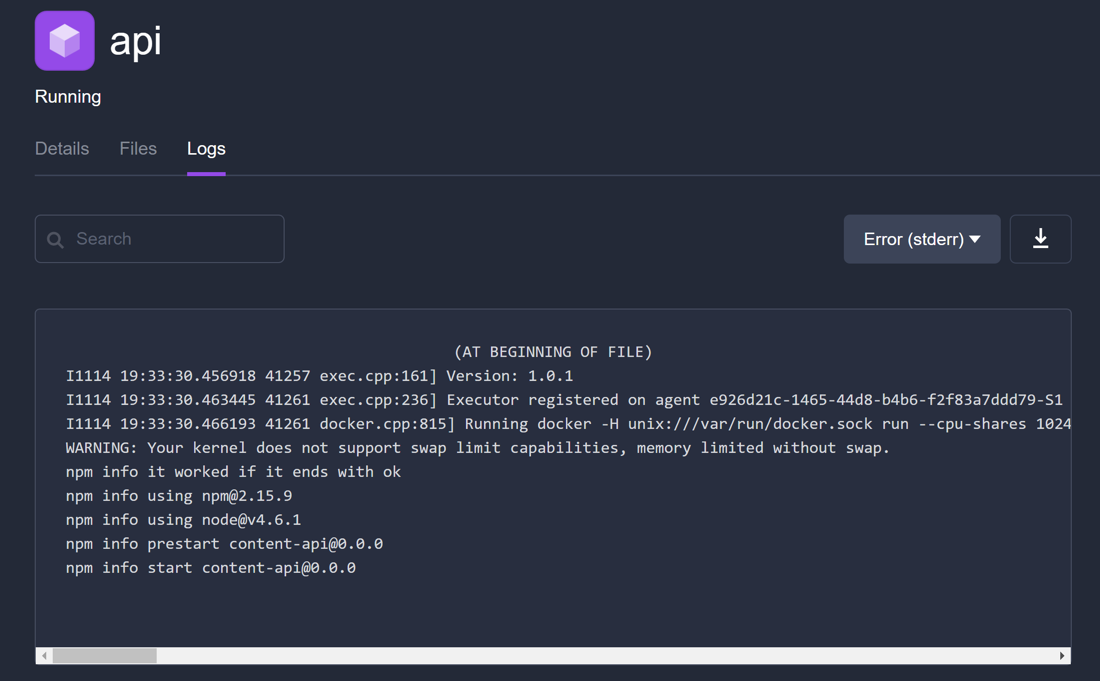 api
Running
Details Files Logs
Search Error (stderr)
(AT BEGINNING OF FILE)
I1114 19:33:30.456918 41257 exec.cpp:161] Version: 1.0.1
I1114 19:33:30.463445 41261 exec.cpp:236] Executor registered on agent e926d21c-1465-44d8-b4b6-f2f83a7ddd79-S1
I1114 19:33:30.466193 41261 docker.cpp:815] Running docker -H unix:///var/run/docker.sock run --cpu-shares 1024
WARNING: Your kernel does not support swap limit capabilities, memory limited without swap.
npm info it worked if it ends with ok
npm info using npm@2.15.9
npm info using node@v4.6.1
npm info prestart content-api@0.0.0
npm info start content-api@0.0.0